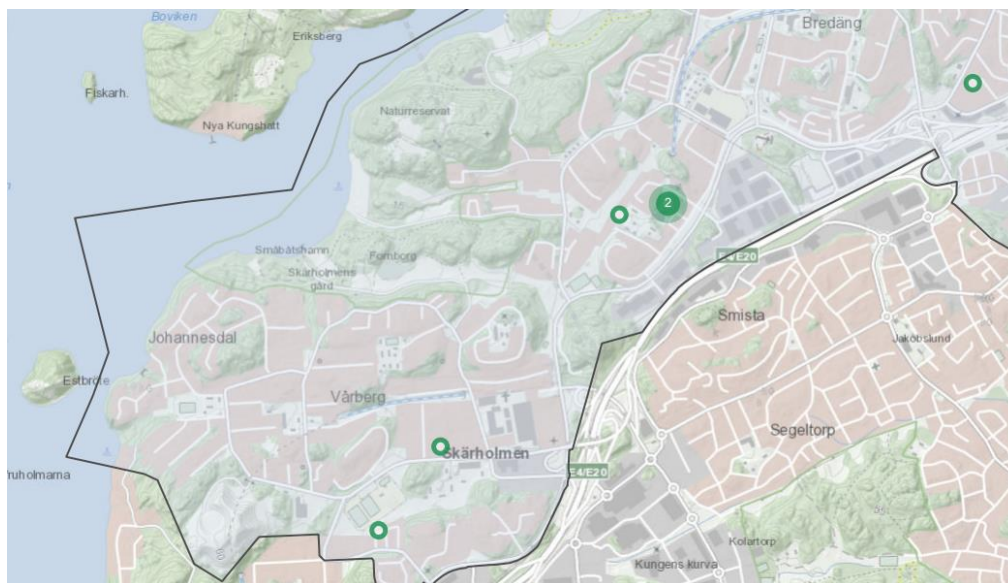 Boviken
Bredäng
Eriksberg
Fiskarh.
Naturreservat
Nya Kungshatt
2
Småbåtshamn
Fornborg
E4/E20
Skärholmens
gård
Smista
Johannesdal
Jakobslund
Estbröte
Vårberg
Segeltorp
Skärholmen
E4/E20
Kolartorp
Kungens kurva